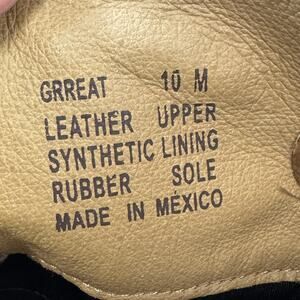 GRREAT 10 M
LEATHER UPPER
SYNTHETIC LINING
RUBBER SOLE
MADE IN MÉXICO